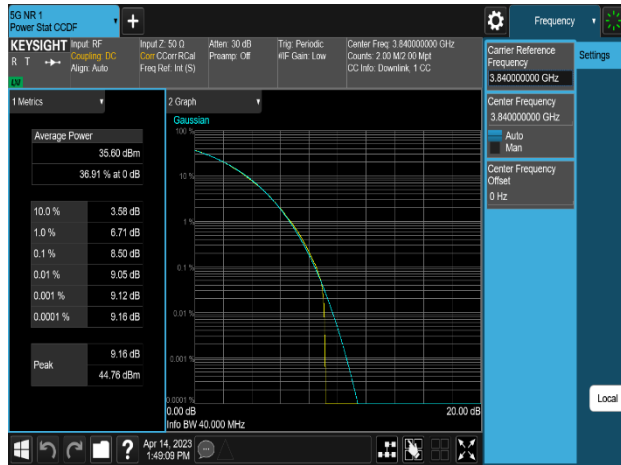 5G NR 1
Power Stat CCDF
Frequency
KEYSIGHT
R T
LNI
Input: RF
Coupling: DC
Align: Auto
Input Z: 50 Ω
Corr CCorr RCal
Freq Ref: Int (S)
Atten: 30 dB
Preamp: Off
Trig: Periodic
#IF Gain: Low
Center Freq: 3.840000000 GHz
Counts: 2.00 M/2.00 Mpt
CC Info: Downlink, 1 CC
Carrier Reference
Frequency
3.840000000 GHz
Settings
Center Frequency
3.840000000 GHz
Auto
Man
Center Frequency
Offset
0 Hz
Local
1 Metrics
Average Power
35.60 dBm
36.91 % at 0 dB
10.0 % 3.58 dB
1.0 % 6.71 dB
0.1 % 8.50 dB
0.01 % 9.05 dB
0.001 % 9.12 dB
0.0001 % 9.16 dB
Peak
9.16 dB
44.76 dBm
2 Graph
Gaussian
100 %
10 %
1 %
0.1 %
0.01 %
0.001 %
0.0001 %
0.00 dB
20.00 dB
Info BW 40.000 MHz
?
Apr 14, 2023
1:49:09 PM